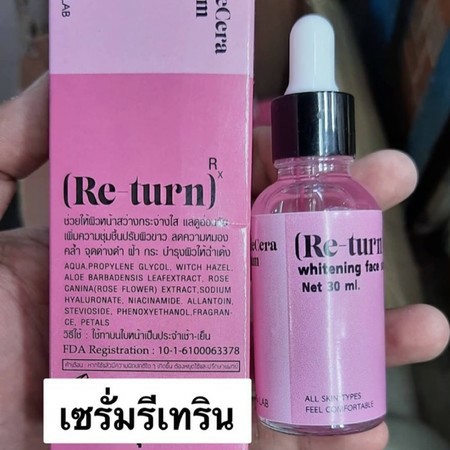 LAB
eCera
(Re-turn)
Rx
ช่วยให้ผิวหน้าสว่างกระจ่างใส แลดูอ่อน
เพิ่มความชุ่มชื้นปรับผิวขาว ลดความหมอง
คล้ำ จุดด่างดำ ฝ้า กระ บำรุงผิวให้ว่าเด้ง
AQUA,PROPYLENE GLYCOL, WITCH HAZEL,
ALOE BARBADENSIS LEAFEXTRACT, ROSE
CANINA(ROSE FLOWER) EXTRACT,SODIUM
HYALURONATE, NIACINAMIDE, ALLANTOIN,
STEVIOSIDE, PHENOXYETHANOL,FRAGRAN-
CE, PETALS
วิธีใช้ : ใช้ทาบนใบหน้าเป็นประจำเช้า-เย็น
FDA Registration : 10-1-6100063378
เซรั่มรีเทริน
eCera
(Re-turn
whitening face
Net 30 ml.
LAB
ALL SKIN TYPES
FEEL COMFORTABLE